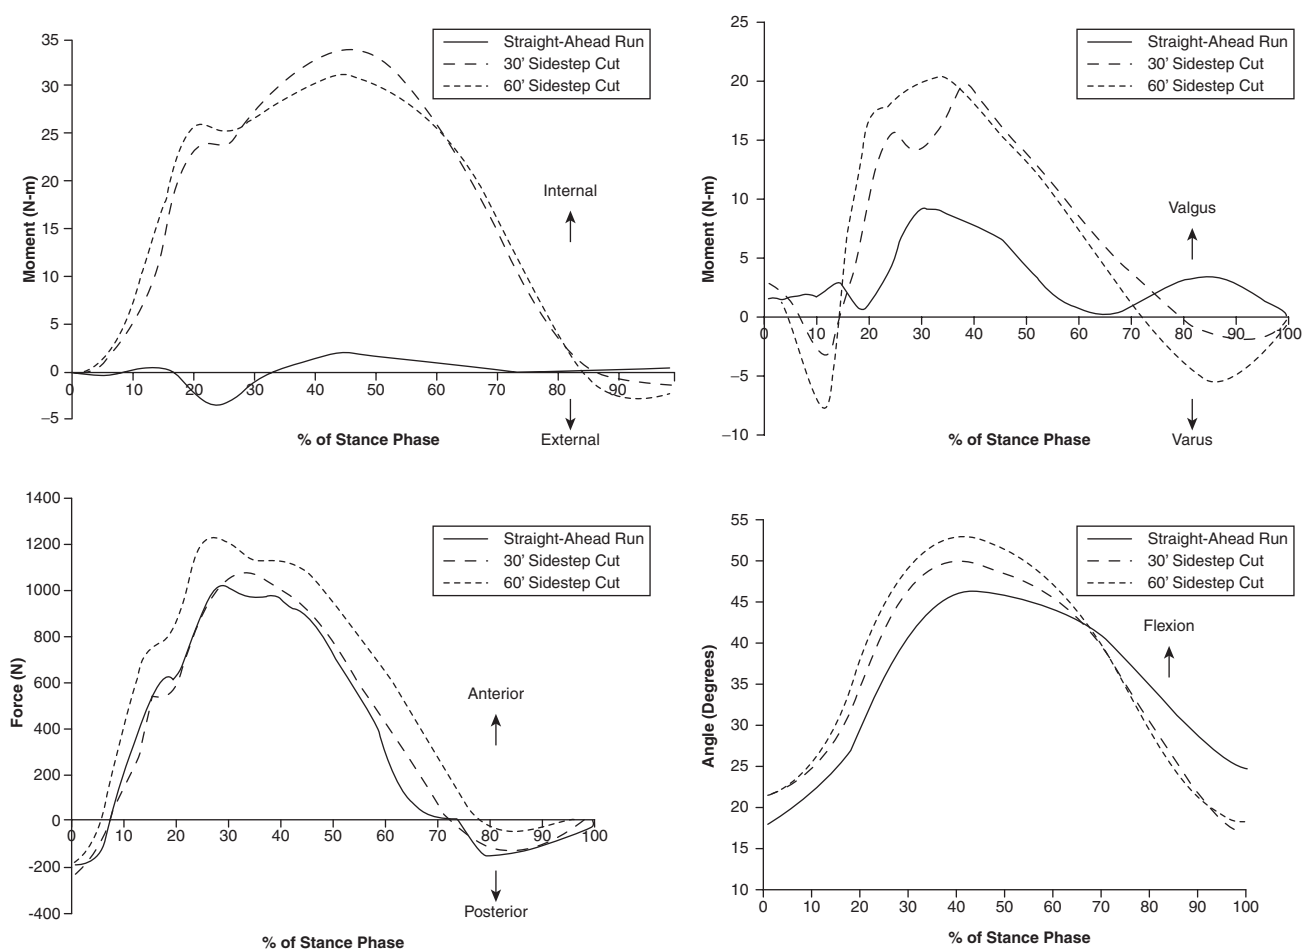 35
30
25
20
15
10
5
0
–5
Moment (N-m)
0
10
20
30
40
50
60
70
80
90
% of Stance Phase
Straight-Ahead Run
30' Sidestep Cut
60' Sidestep Cut
Internal
External
25
20
15
10
5
0
–5
–10
Moment (N-m)
0
10
20
30
40
50
60
70
80
90
100
% of Stance Phase
Straight-Ahead Run
30' Sidestep Cut
60' Sidestep Cut
Valgus
Varus
1400
1200
1000
800
600
400
200
0
-200
-400
Force (N)
0
10
20
30
40
50
60
70
80
90
100
% of Stance Phase
Straight-Ahead Run
30' Sidestep Cut
60' Sidestep Cut
Anterior
Posterior
55
50
45
40
35
30
25
20
15
10
Angle (Degrees)
0
10
20
30
40
50
60
70
80
90
100
% of Stance Phase
Straight-Ahead Run
30' Sidestep Cut
60' Sidestep Cut
Flexion